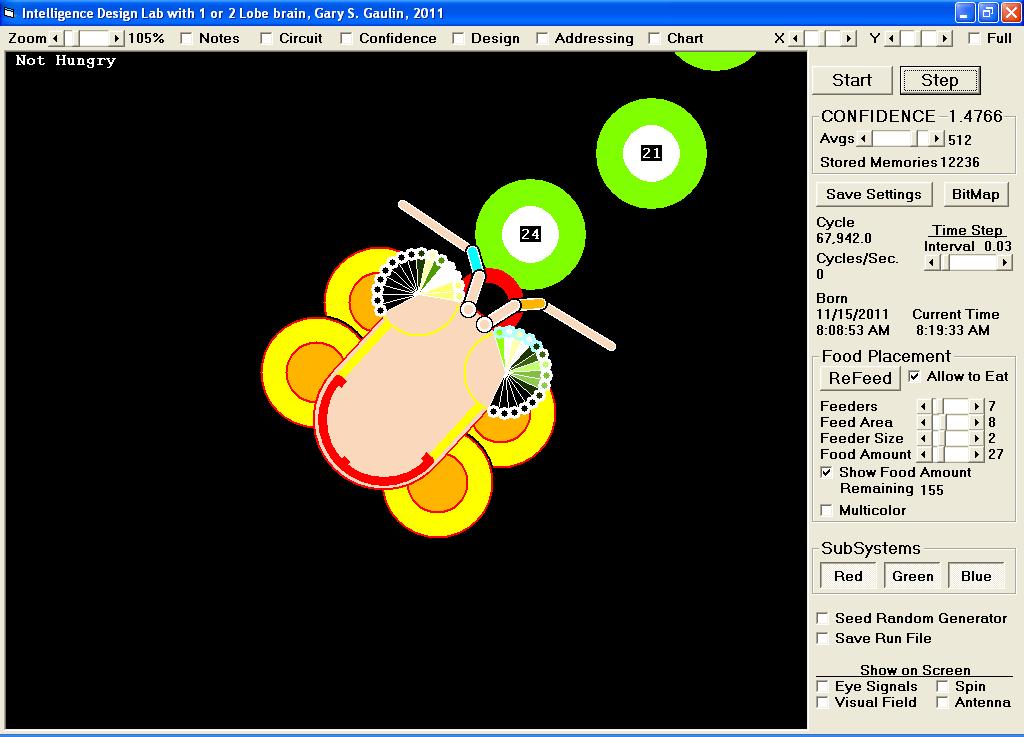 Intelligence Design Lab with 1 or 2 Lobe brain, Gary S. Gaulin, 2011
Zoom 105% Notes Circuit Confidence Design Addressing Chart X Y Full
Not Hungry
21
24
Start Step
CONFIDENCE -1.4766
Avgs 512
Stored Memories 12236
Save Settings BitMap
Cycle
67,942.0
Cycles/Sec.
0
Time Step
Interval 0.03
Born
11/15/2011
8:08:53 AM
Current Time
8:19:33 AM
Food Placement
ReFeed Allow to Eat
Feeders 7
Feed Area 8
Feeder Size 2
Food Amount 27
Show Food Amount
Remaining 155
Multicolor
SubSystems
Red Green Blue
Seed Random Generator
Save Run File
Show on Screen
Eye Signals Spin
Visual Field Antenna